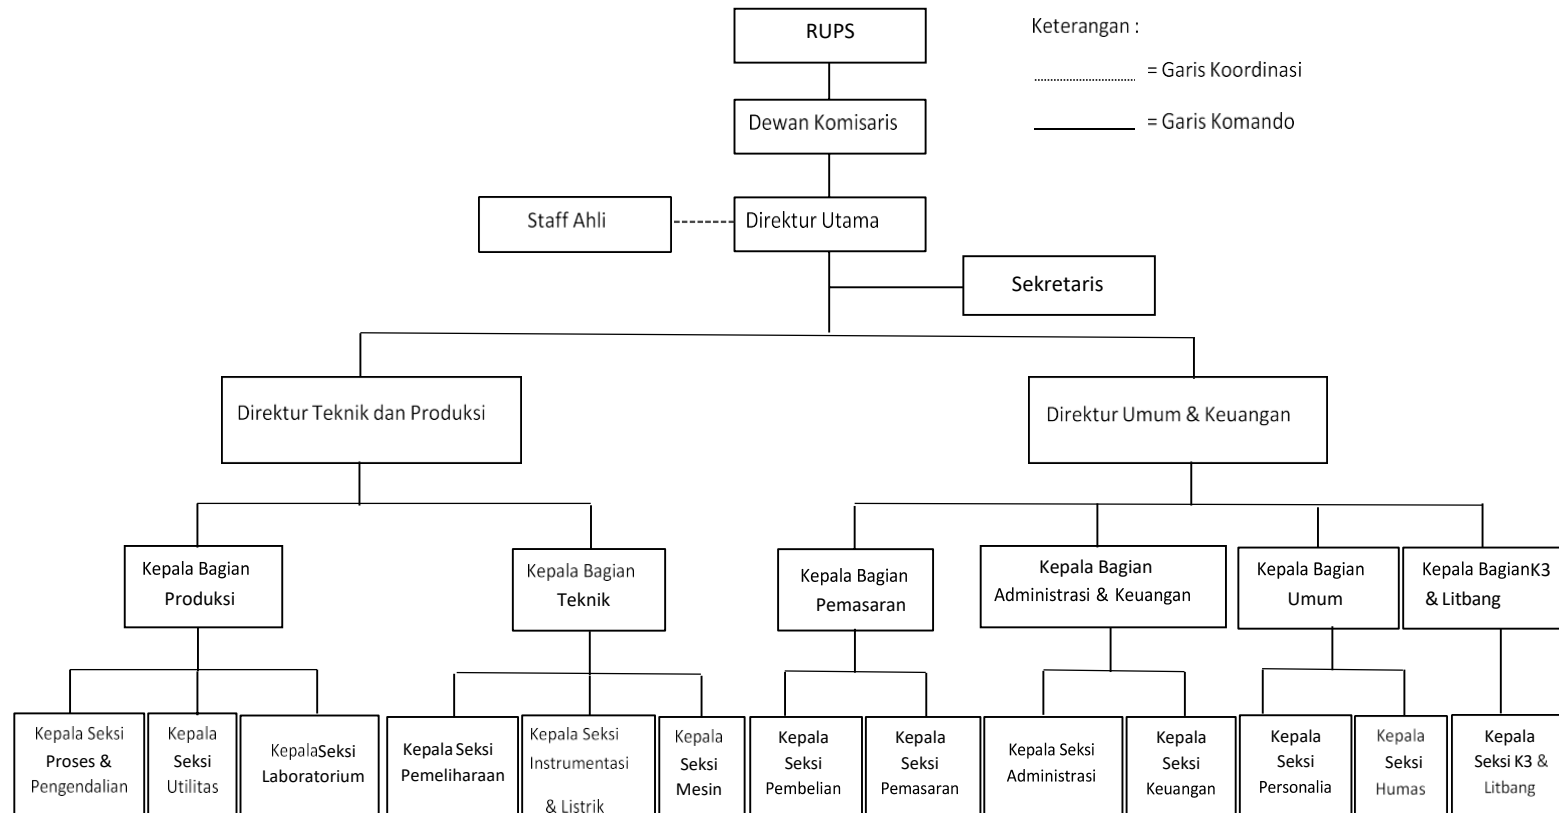 RUPS
Keterangan :
= Garis Koordinasi
Dewan Komisaris
= Garis Komando
Staff Ahli
Direktur Utama
Sekretaris
Direktur Teknik dan Produksi
Direktur Umum & Keuangan
Kepala Bagian
Produksi
Kepala Bagian
Teknik
Kepala Bagian
Pemasaran
Kepala Bagian
Administrasi & Keuangan
Kepala Bagian
Umum
Kepala BagianK3
& Litbang
Kepala Seksi
Proses &
Pengendalian
Kepala
Seksi
Utilitas
KepalaSeksi
Laboratorium
Kepala Seksi
Pemeliharaan
Kepala Seksi
Instrumentasi
& Listrik
Kepala
Seksi
Mesin
Kepala
Seksi
Pembelian
Kepala
Seksi
Pemasaran
Kepala Seksi
Administrasi
Kepala
Seksi
Keuangan
Kepala
Seksi
Personalia
Kepala
Seksi
Humas
Kepala
Seksi K3 &
Litbang